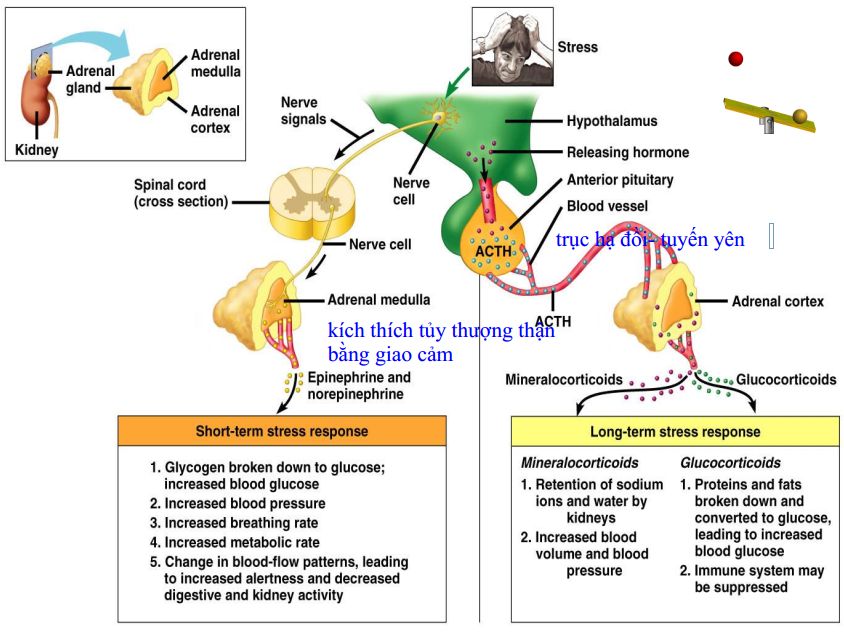 Adrenal
medulla
Adrenal
gland
Adrenal
cortex
Kidney
Stress
Nerve
signals
Hypothalamus
Releasing hormone
Nerve
cell
Anterior pituitary
Spinal cord
(cross section)
Blood vessel
Nerve cell
trục hạ đồi- tuyến yên
ACTH
Adrenal medulla
Adrenal cortex
ACTH
kích thích tủy thượng thận
bằng giao cảm
Epinephrine and
norepinephrine
Mineralocorticoids
Glucocorticoids
Short-term stress response
1. Glycogen broken down to glucose;
increased blood glucose
2. Increased blood pressure
3. Increased breathing rate
4. Increased metabolic rate
5. Change in blood-flow patterns, leading
to increased alertness and decreased
digestive and kidney activity
Long-term stress response
Mineralocorticoids
1. Retention of sodium
ions and water by
kidneys
2. Increased blood
volume and blood
pressure
Glucocorticoids
1. Proteins and fats
broken down and
converted to glucose,
leading to increased
blood glucose
2. Immune system may
be suppressed